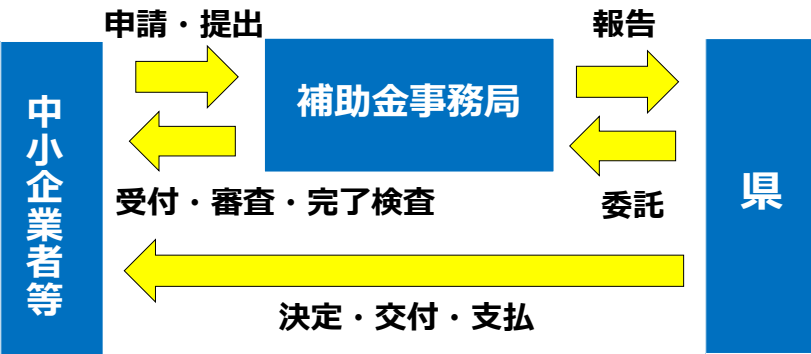 申請・提出
報告
中小企業者等
補助金事務局
県
受付・審査・完了検査
委託
決定・交付・支払